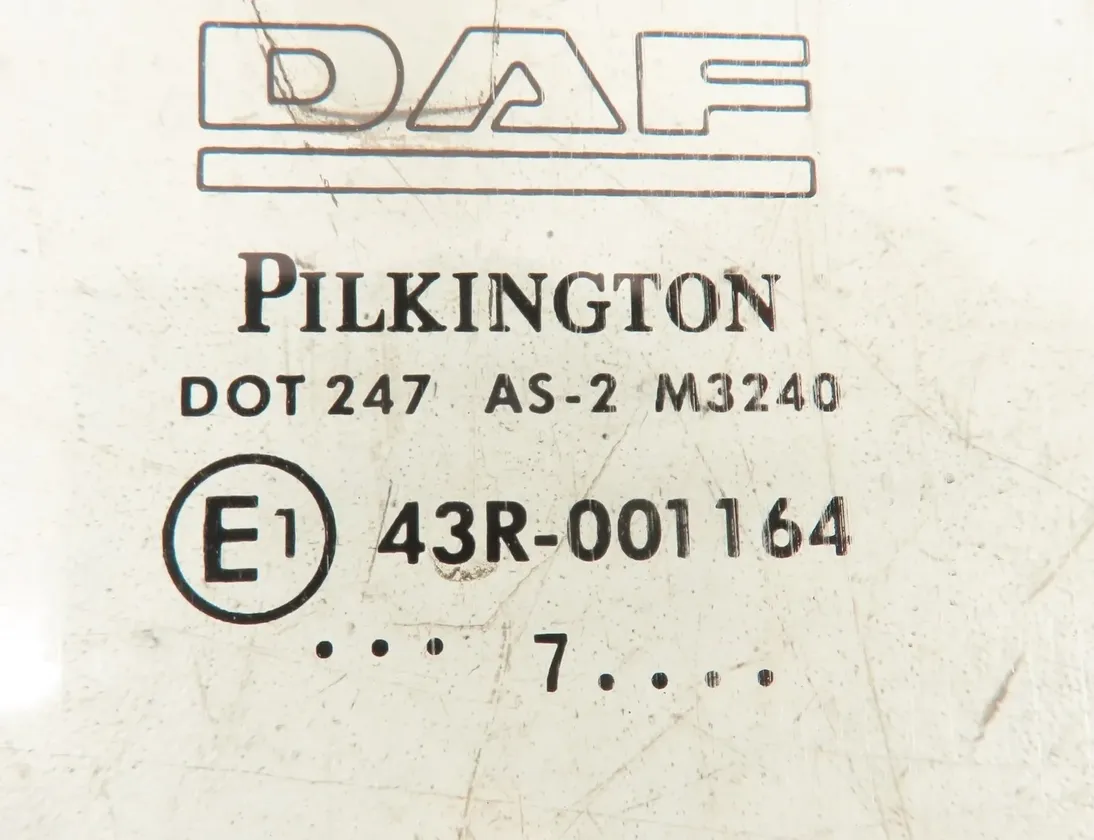 DAF
PILKINGTON
DOT 247 AS-2 M3240
E1 43R-001164
... 7....